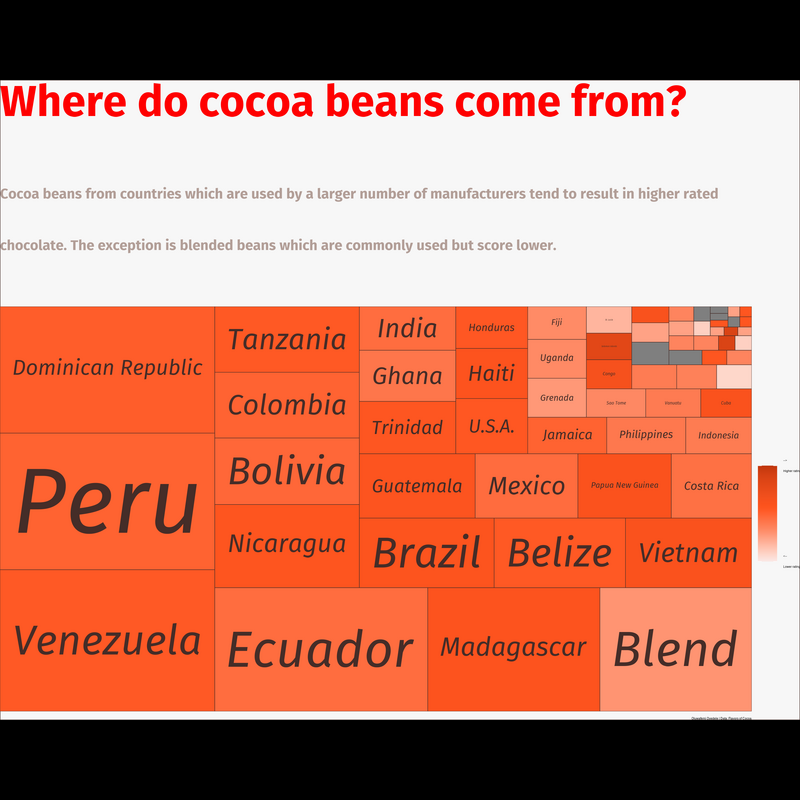 Where do cocoa beans come from?
Cocoa beans from countries which are used by a larger number of manufacturers tend to result in higher rated
chocolate. The exception is blended beans which are commonly used but score lower.
Dominican Republic
Peru
Venezuela
Tanzania
Colombia
Bolivia
Nicaragua
Ecuador
Madagascar
Blend
India
Ghana
Trinidad
Honduras
Haiti
U.S.A.
Guatemala
Mexico
Papua New Guinea
Costa Rica
Brazil
Belize
Vietnam
Fiji
Uganda
Grenada
Jamaica
Philippines
Indonesia
Congo
Sao Tome
Vanuatu
Cuba
Higher rating
Lower rating